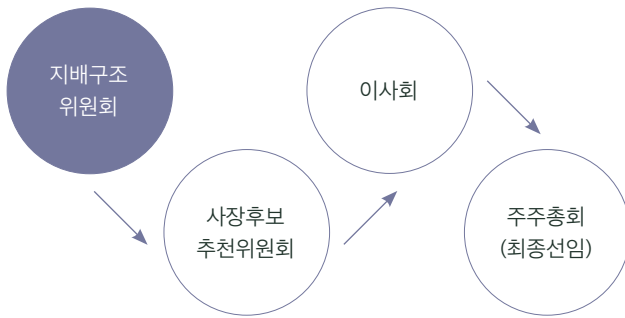 지배구조
위원회
사장후보
추천위원회
이사회
주주총회
(최종선임)